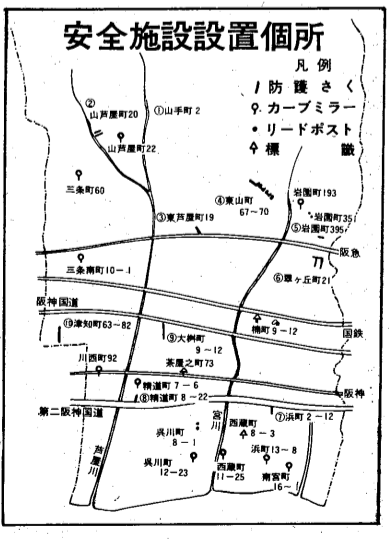 安全施設設置個所
凡例
防護さく
カーブミラー
リードポスト
標識
②
山芦屋町20
①山手町2
山芦屋町22
三条町60
④東山町
67~70
岩園町193
岩園町351
⑤岩園町395
③東芦屋町19
阪急
三条南町10-1
⑥翠ヶ丘町21
阪神国道
⑩津知町63~82
楠町9-12
国鉄
⑨大桝町
9-12
川西町92
茶屋之町73
精道町7-6
阪神
⑧精道町8-22
第二阪神国道
⑦浜町2-12
芦屋川
宮川
呉川町
8-1
西蔵町
8-3
浜町13-8
呉川町
12-23
西蔵町
11-25
南宮町
16-1